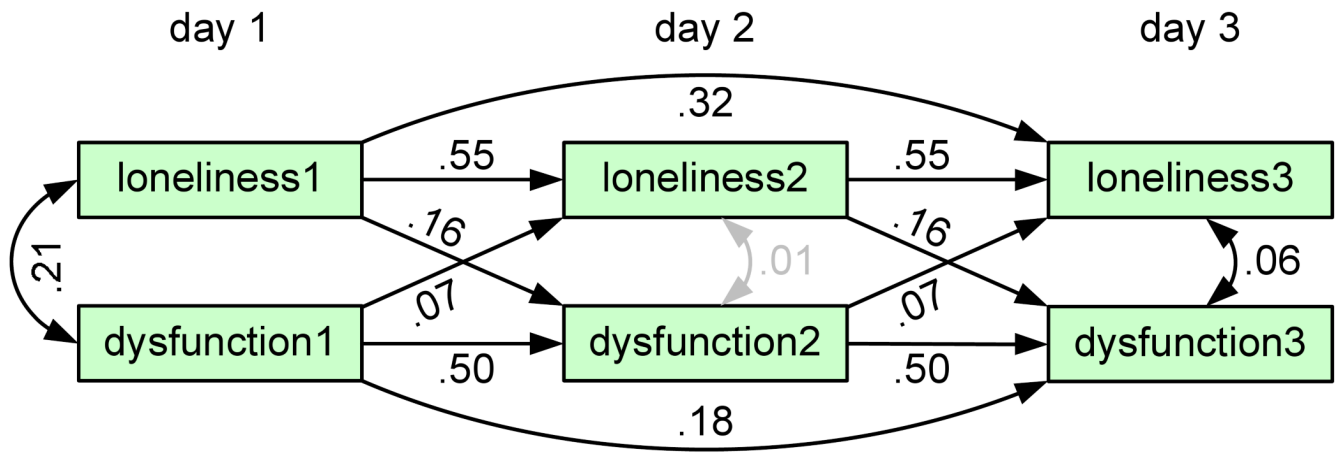 day 1
day 2
day 3
.32
loneliness1
.55
loneliness2
.55
loneliness3
.21
.16
.07
.01
.16
.07
.06
dysfunction1
.50
dysfunction2
.50
dysfunction3
.18